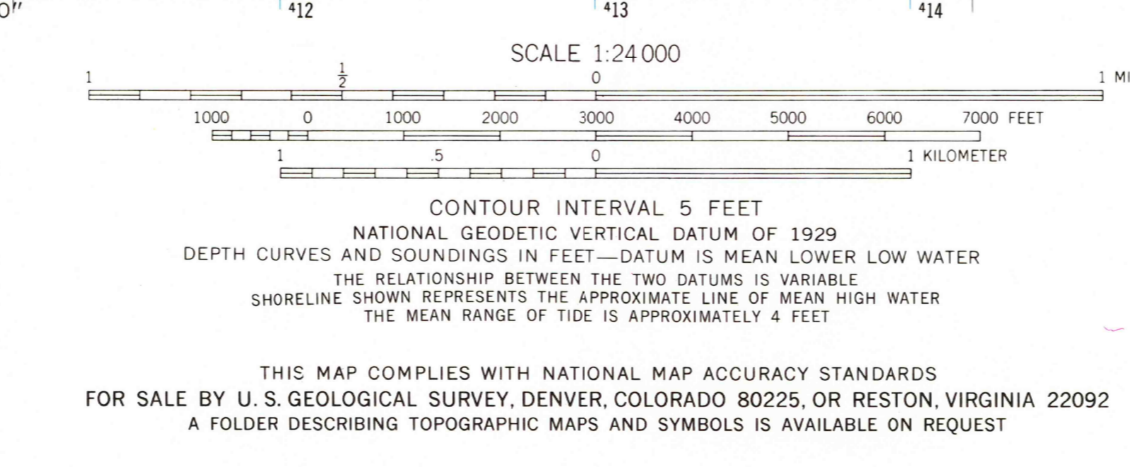 0"
⁴12 ⁴13 ⁴14
SCALE 1:24 000
1 ½ 0 1 MI
1000 0 1000 2000 3000 4000 5000 6000 7000 FEET
1 .5 0 1 KILOMETER
CONTOUR INTERVAL 5 FEET
NATIONAL GEODETIC VERTICAL DATUM OF 1929
DEPTH CURVES AND SOUNDINGS IN FEET—DATUM IS MEAN LOWER LOW WATER
THE RELATIONSHIP BETWEEN THE TWO DATUMS IS VARIABLE
SHORELINE SHOWN REPRESENTS THE APPROXIMATE LINE OF MEAN HIGH WATER
THE MEAN RANGE OF TIDE IS APPROXIMATELY 4 FEET
THIS MAP COMPLIES WITH NATIONAL MAP ACCURACY STANDARDS
FOR SALE BY U. S. GEOLOGICAL SURVEY, DENVER, COLORADO 80225, OR RESTON, VIRGINIA 22092
A FOLDER DESCRIBING TOPOGRAPHIC MAPS AND SYMBOLS IS AVAILABLE ON REQUEST